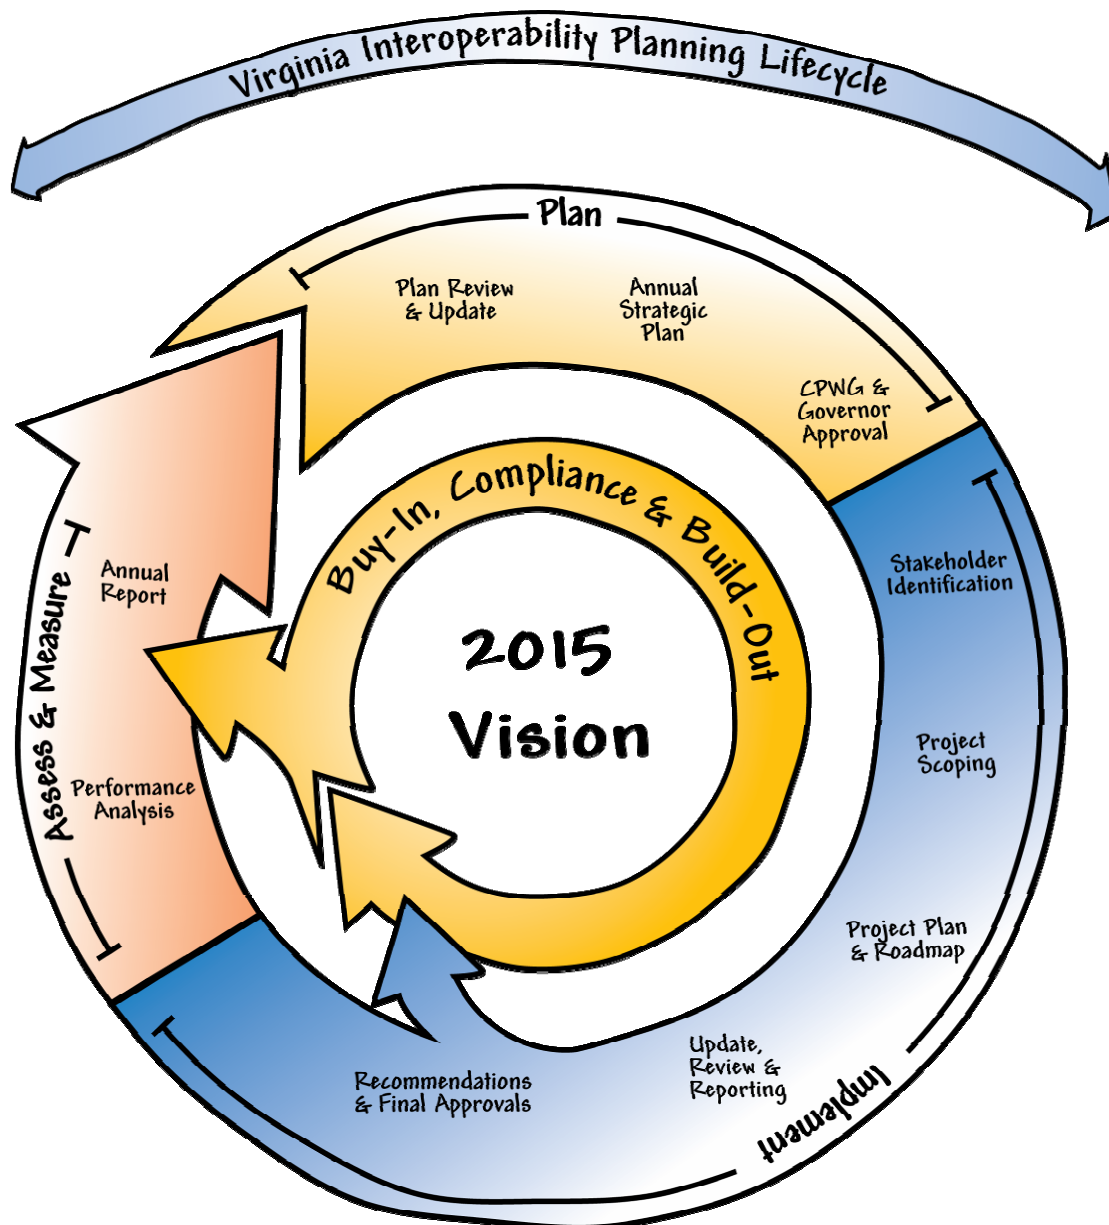 Virginia Interoperability Planning Lifecycle
Plan
Plan Review
& Update
Annual
Strategic
Plan
CPWG &
Governor
Approval
Stakeholder
Identification
Project
Scoping
Project Plan
& Roadmap
Implement
Update,
Review &
Reporting
Recommendations
& Final Approvals
Assess & Measure
Performance
Analysis
Annual
Report
Buy-In, Compliance & Build-Out
2015
Vision